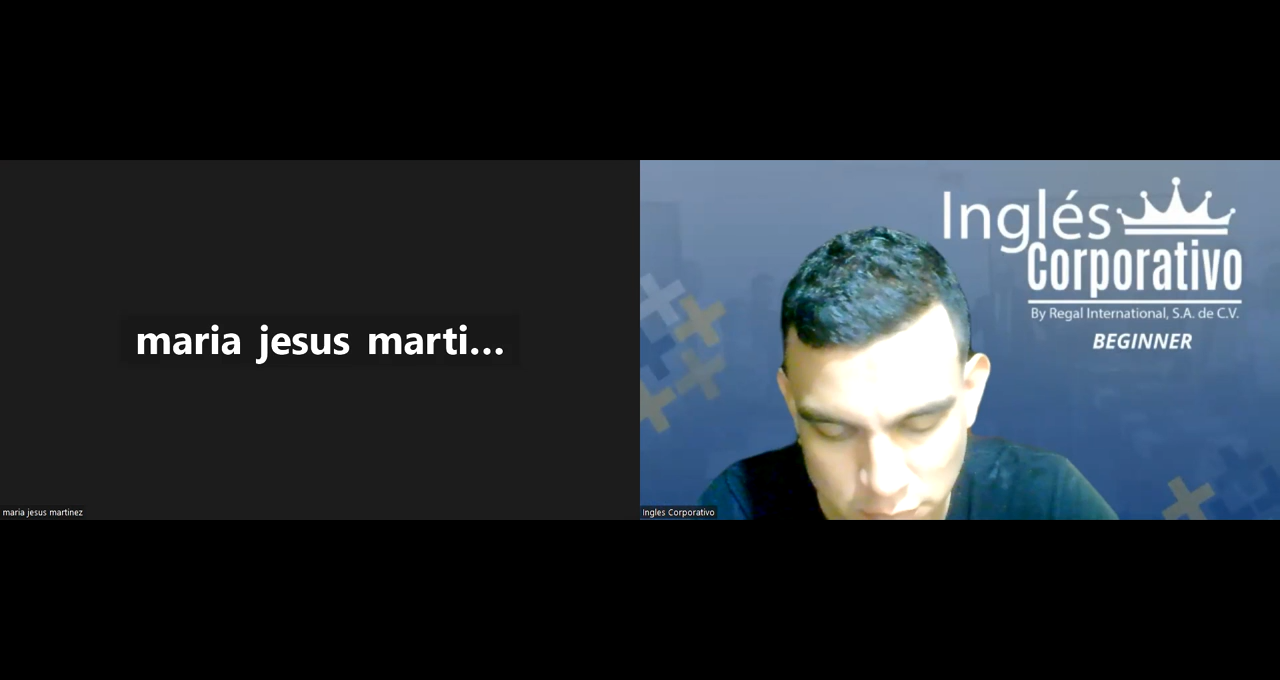 maria jesus marti...
maria jesus martinez
Inglés
Corporativo
By Regal International, S.A. de C.V.
BEGINNER
Ingles Corporativo